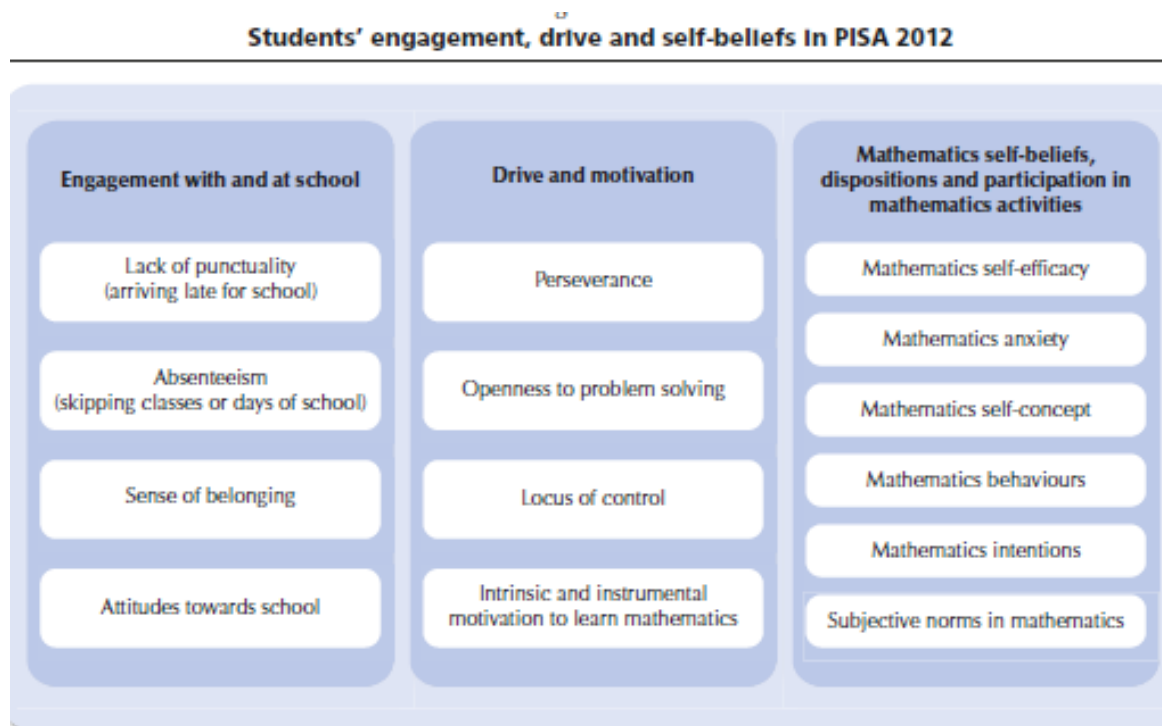 Students' engagement, drive and self-beliefs in PISA 2012
Engagement with and at school
Lack of punctuality
(arriving late for school)
Absenteeism
(skipping classes or days of school)
Sense of belonging
Attitudes towards school
Drive and motivation
Perseverance
Openness to problem solving
Locus of control
Intrinsic and instrumental
motivation to learn mathematics
Mathematics self-beliefs,
dispositions and participation in
mathematics activities
Mathematics self-efficacy
Mathematics anxiety
Mathematics self-concept
Mathematics behaviours
Mathematics intentions
Subjective norms in mathematics